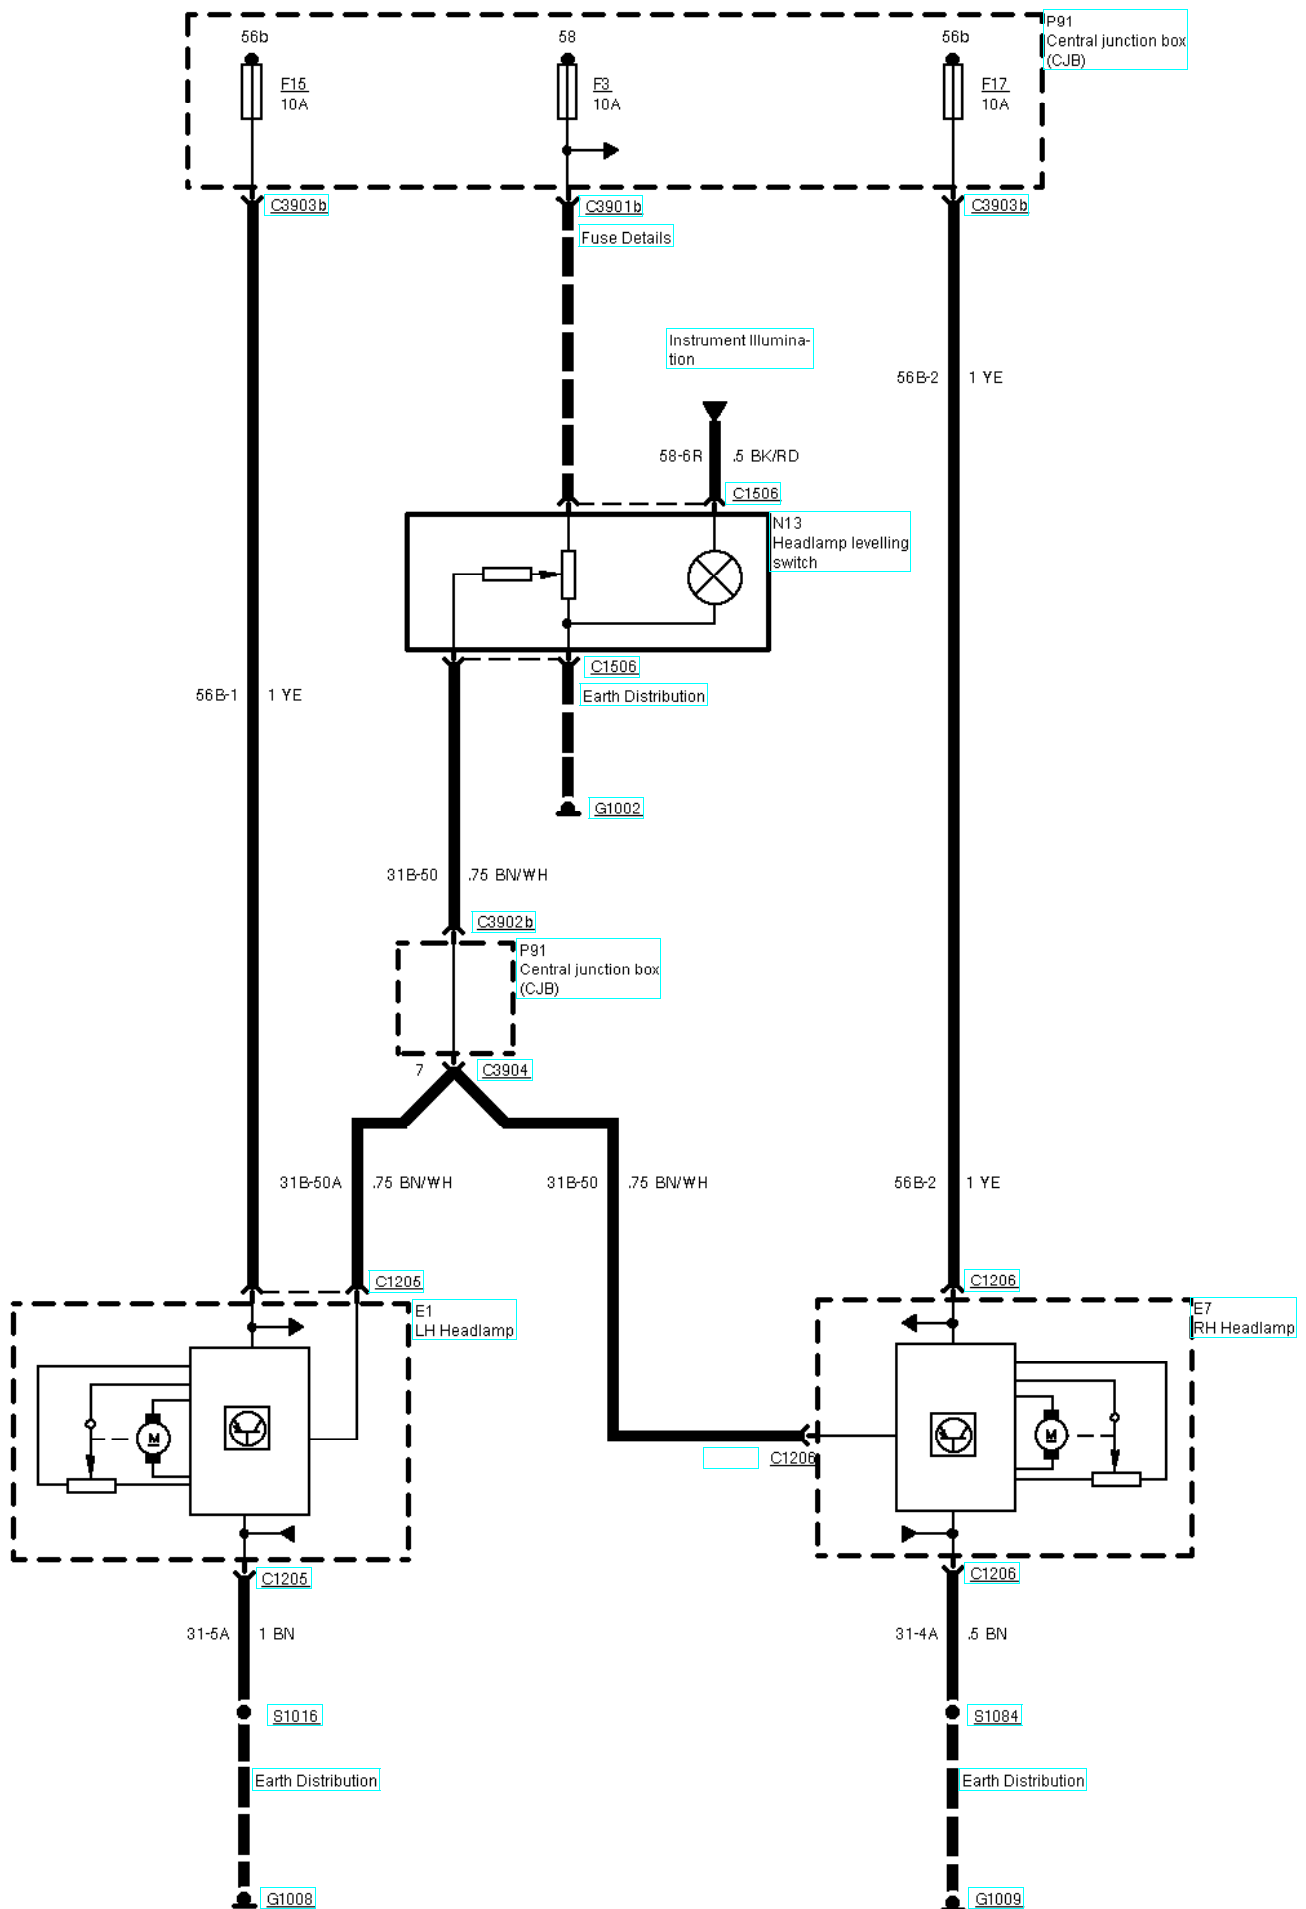 56b
58
56b
P91
Central junction box
(CJB)
F15
10A
F3
10A
F17
10A
C3903b
C3901b
C3903b
Fuse Details
Instrument Illumina-
tion
56B-2 1 YE
58-6R .5 BK/RD
C1506
N13
Headlamp levelling
switch
C1506
56B-1 1 YE
Earth Distribution
G1002
31B-50 .75 BN/WH
C3902b
P91
Central junction box
(CJB)
7
C3904
31B-50A .75 BN/WH
31B-50 .75 BN/WH
56B-2 1 YE
C1205
C1206
E1
LH Headlamp
E7
RH Headlamp
M
M
C1206
C1205
C1206
31-5A 1 BN
31-4A .5 BN
S1016
S1084
Earth Distribution
Earth Distribution
G1008
G1009